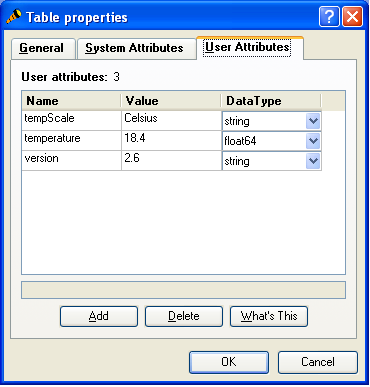 Table properties
General System Attributes User Attributes
User attributes: 3
Name Value DataType
tempScale Celsius string
temperature 18.4 float64
version 2.6 string
Add Delete What's This
OK Cancel